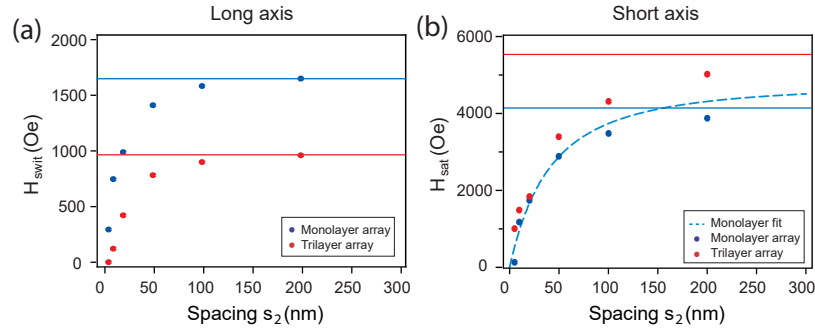 Long axis
(a)
2000
1500
1000
500
0
H_swit (Oe)
0 50 100 150 200 250 300
Spacing s₂(nm)
Monolayer array
Trilayer array
Short axis
(b)
6000
4000
2000
0
H_sat (Oe)
0 50 100 150 200 250 300
Spacing s₂(nm)
Monolayer fit
Monolayer array
Trilayer array